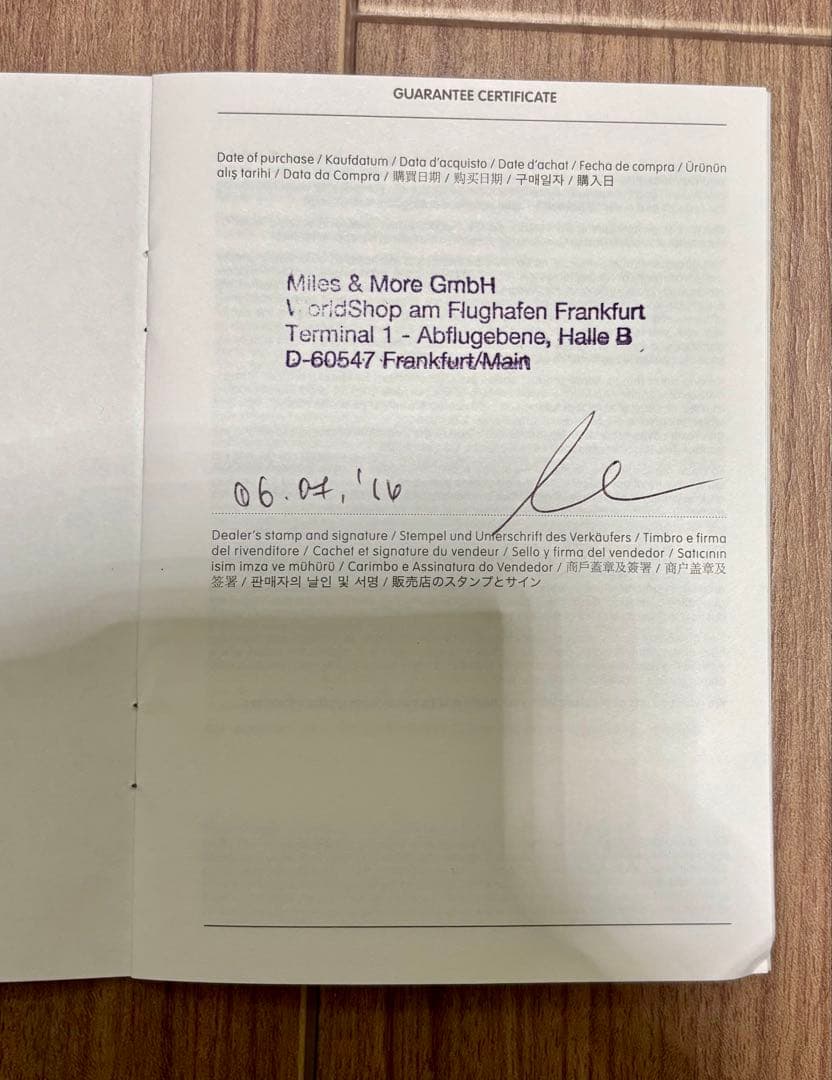 GUARANTEE CERTIFICATE
Date of purchase / Kaufdatum / Data d'acquisto / Date d'achat / Fecha de compra / Ürünün
alış tarihi / Data da Compra / 購買日期 / 购买日期 / 구매일자 / 購入日
Miles & More GmbH
WorldShop am Flughafen Frankfurt
Terminal 1 - Abflugebene, Halle B
D-60547 Frankfurt/Main
06.07.'16
Dealer's stamp and signature / Stempel und Unterschrift des Verkäufers / Timbro e firma
del rivenditore / Cachet et signature du vendeur / Sello y firma del vendedor / Satıcının
isim imza ve mühürü / Carimbo e Assinatura do Vendedor / 商戶蓋章及簽署 / 商户盖章及
签署 / 판매자의 날인 및 서명 / 販売店のスタンプとサイン